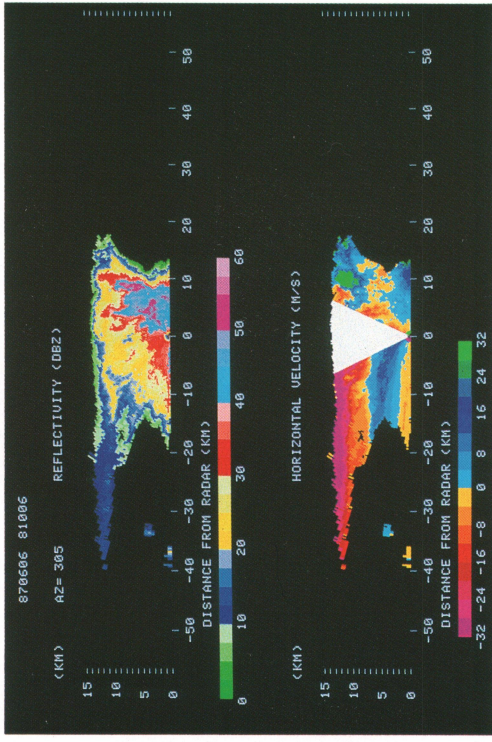 870606 81006
AZ= 305 REFLECTIVITY (DBZ)
(KM)
15
10
5
0
-50 -40 -30 -20 -10 0 10 20 30 40 50
DISTANCE FROM RADAR (KM)
0 10 20 30 40 50 60
HORIZONTAL VELOCITY (M/S)
(KM)
15
10
5
0
-50 -40 -30 -20 -10 0 10 20 30 40 50
DISTANCE FROM RADAR (KM)
-32 -24 -16 -8 0 8 16 24 32